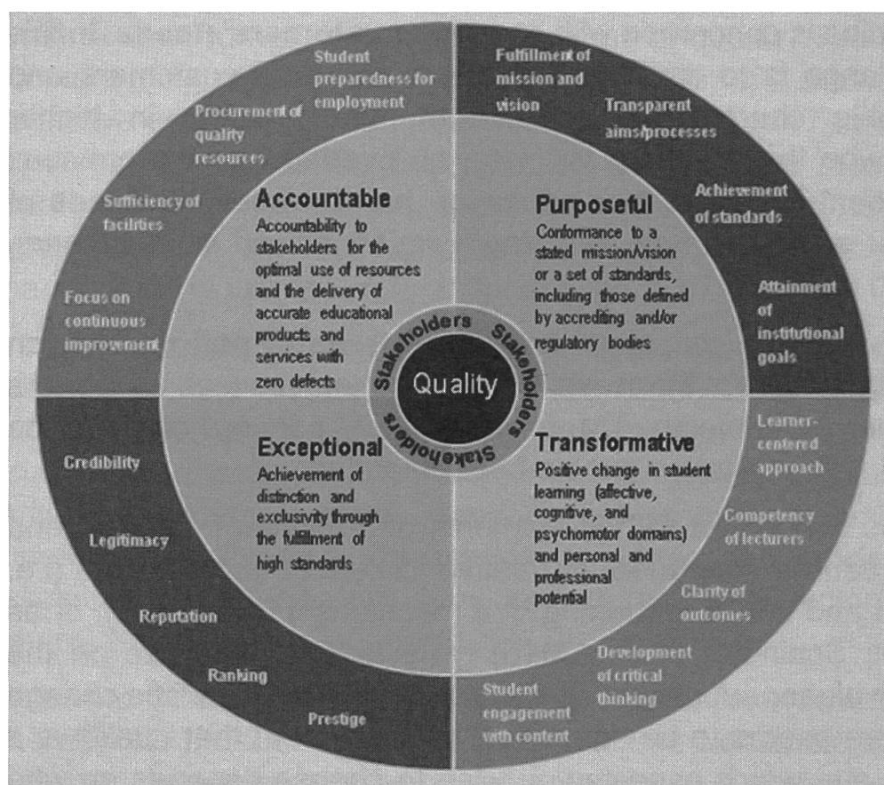 Student
preparedness for
employment
Procurement of
quality
resources
Sufficiency of
facilities
Focus on
continuous
improvement
Fulfillment of
mission and
vision
Transparent
aims/processes
Achievement
of standards
Attainment
of
institutional
goals
Accountable
Accountability to
stakeholders for the
optimal use of resources
and the delivery of
accurate educational
products and
services with
zero defects
Purposeful
Conformance to a
stated mission/vision
or a set of standards,
including those defined
by accrediting and/or
regulatory bodies
Stakeholders Stakeholders Stakeholders
Quality
Exceptional
Achievement of
distinction and
exclusivity through
the fulfillment of
high standards
Transformative
Positive change in student
learning (affective,
cognitive, and
psychomotor domains)
and personal and
professional
potential
Credibility
Legitimacy
Reputation
Ranking
Prestige
Learner-
centered
approach
Competency
of lecturers
Clarity of
outcomes
Development
of critical
thinking
Student
engagement
with content